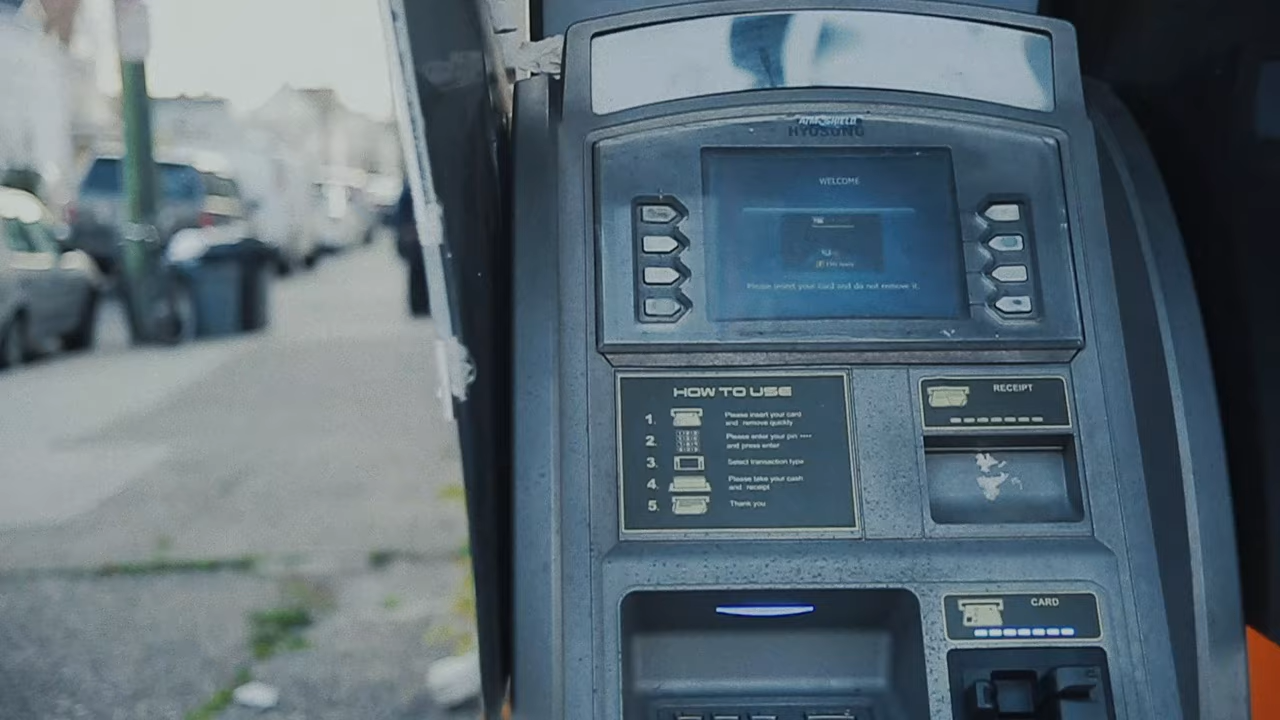 ATM SHIELD
HYOSUNG
WELCOME
Please insert your card and do not remove it.
HOW TO USE
1. Please insert your card
and remove quickly
2. Please enter your pin ****
and press enter
3. Select transaction type
4. Please take your cash
and receipt
5. Thank you
RECEIPT
CARD